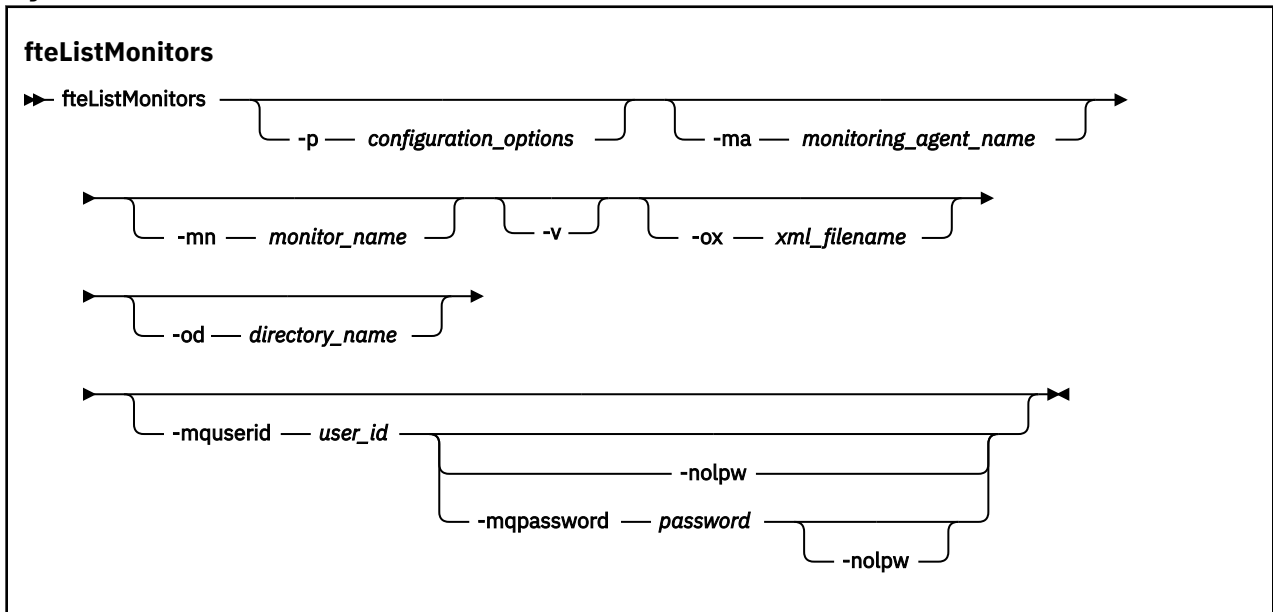 fteListMonitors
fteListMonitors
-p configuration_options -ma monitoring_agent_name
-mn monitor_name -v -ox xml_filename
-od directory_name
-mquserid user_id
-nolpw
-mqpassword password
-nolpw